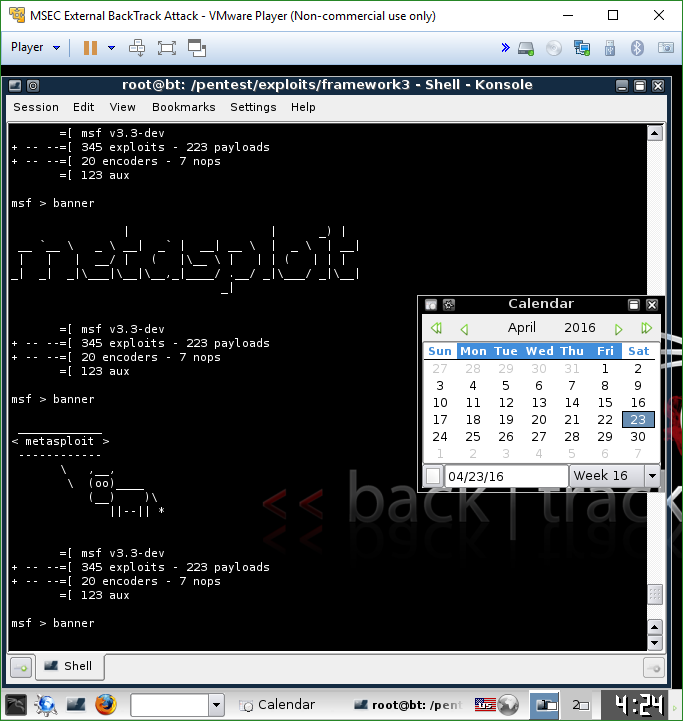 MSEC External BackTrack Attack - VMware Player (Non-commercial use only)
Player
root@bt: /pentest/exploits/framework3 - Shell - Konsole
Session Edit View Bookmarks Settings Help
=[ msf v3.3-dev
+ -- --=[ 345 exploits - 223 payloads
+ -- --=[ 20 encoders - 7 nops
=[ 123 aux
msf > banner
metasploit
=[ msf v3.3-dev
+ -- --=[ 345 exploits - 223 payloads
+ -- --=[ 20 encoders - 7 nops
=[ 123 aux
msf > banner
< metasploit >
------------
\ ,__,
\ (oo)____
(__) )\
||--|| *
=[ msf v3.3-dev
+ -- --=[ 345 exploits - 223 payloads
+ -- --=[ 20 encoders - 7 nops
=[ 123 aux
msf > banner
Calendar
April 2016
Sun Mon Tue Wed Thu Fri Sat
27 28 29 30 31 1 2
3 4 5 6 7 8 9
10 11 12 13 14 15 16
17 18 19 20 21 22 23
24 25 26 27 28 29 30
1 2 3 4 5 6 7
04/23/16 Week 16
<< back | track
Shell
Calendar
root@bt: /pent
1 2
4:24